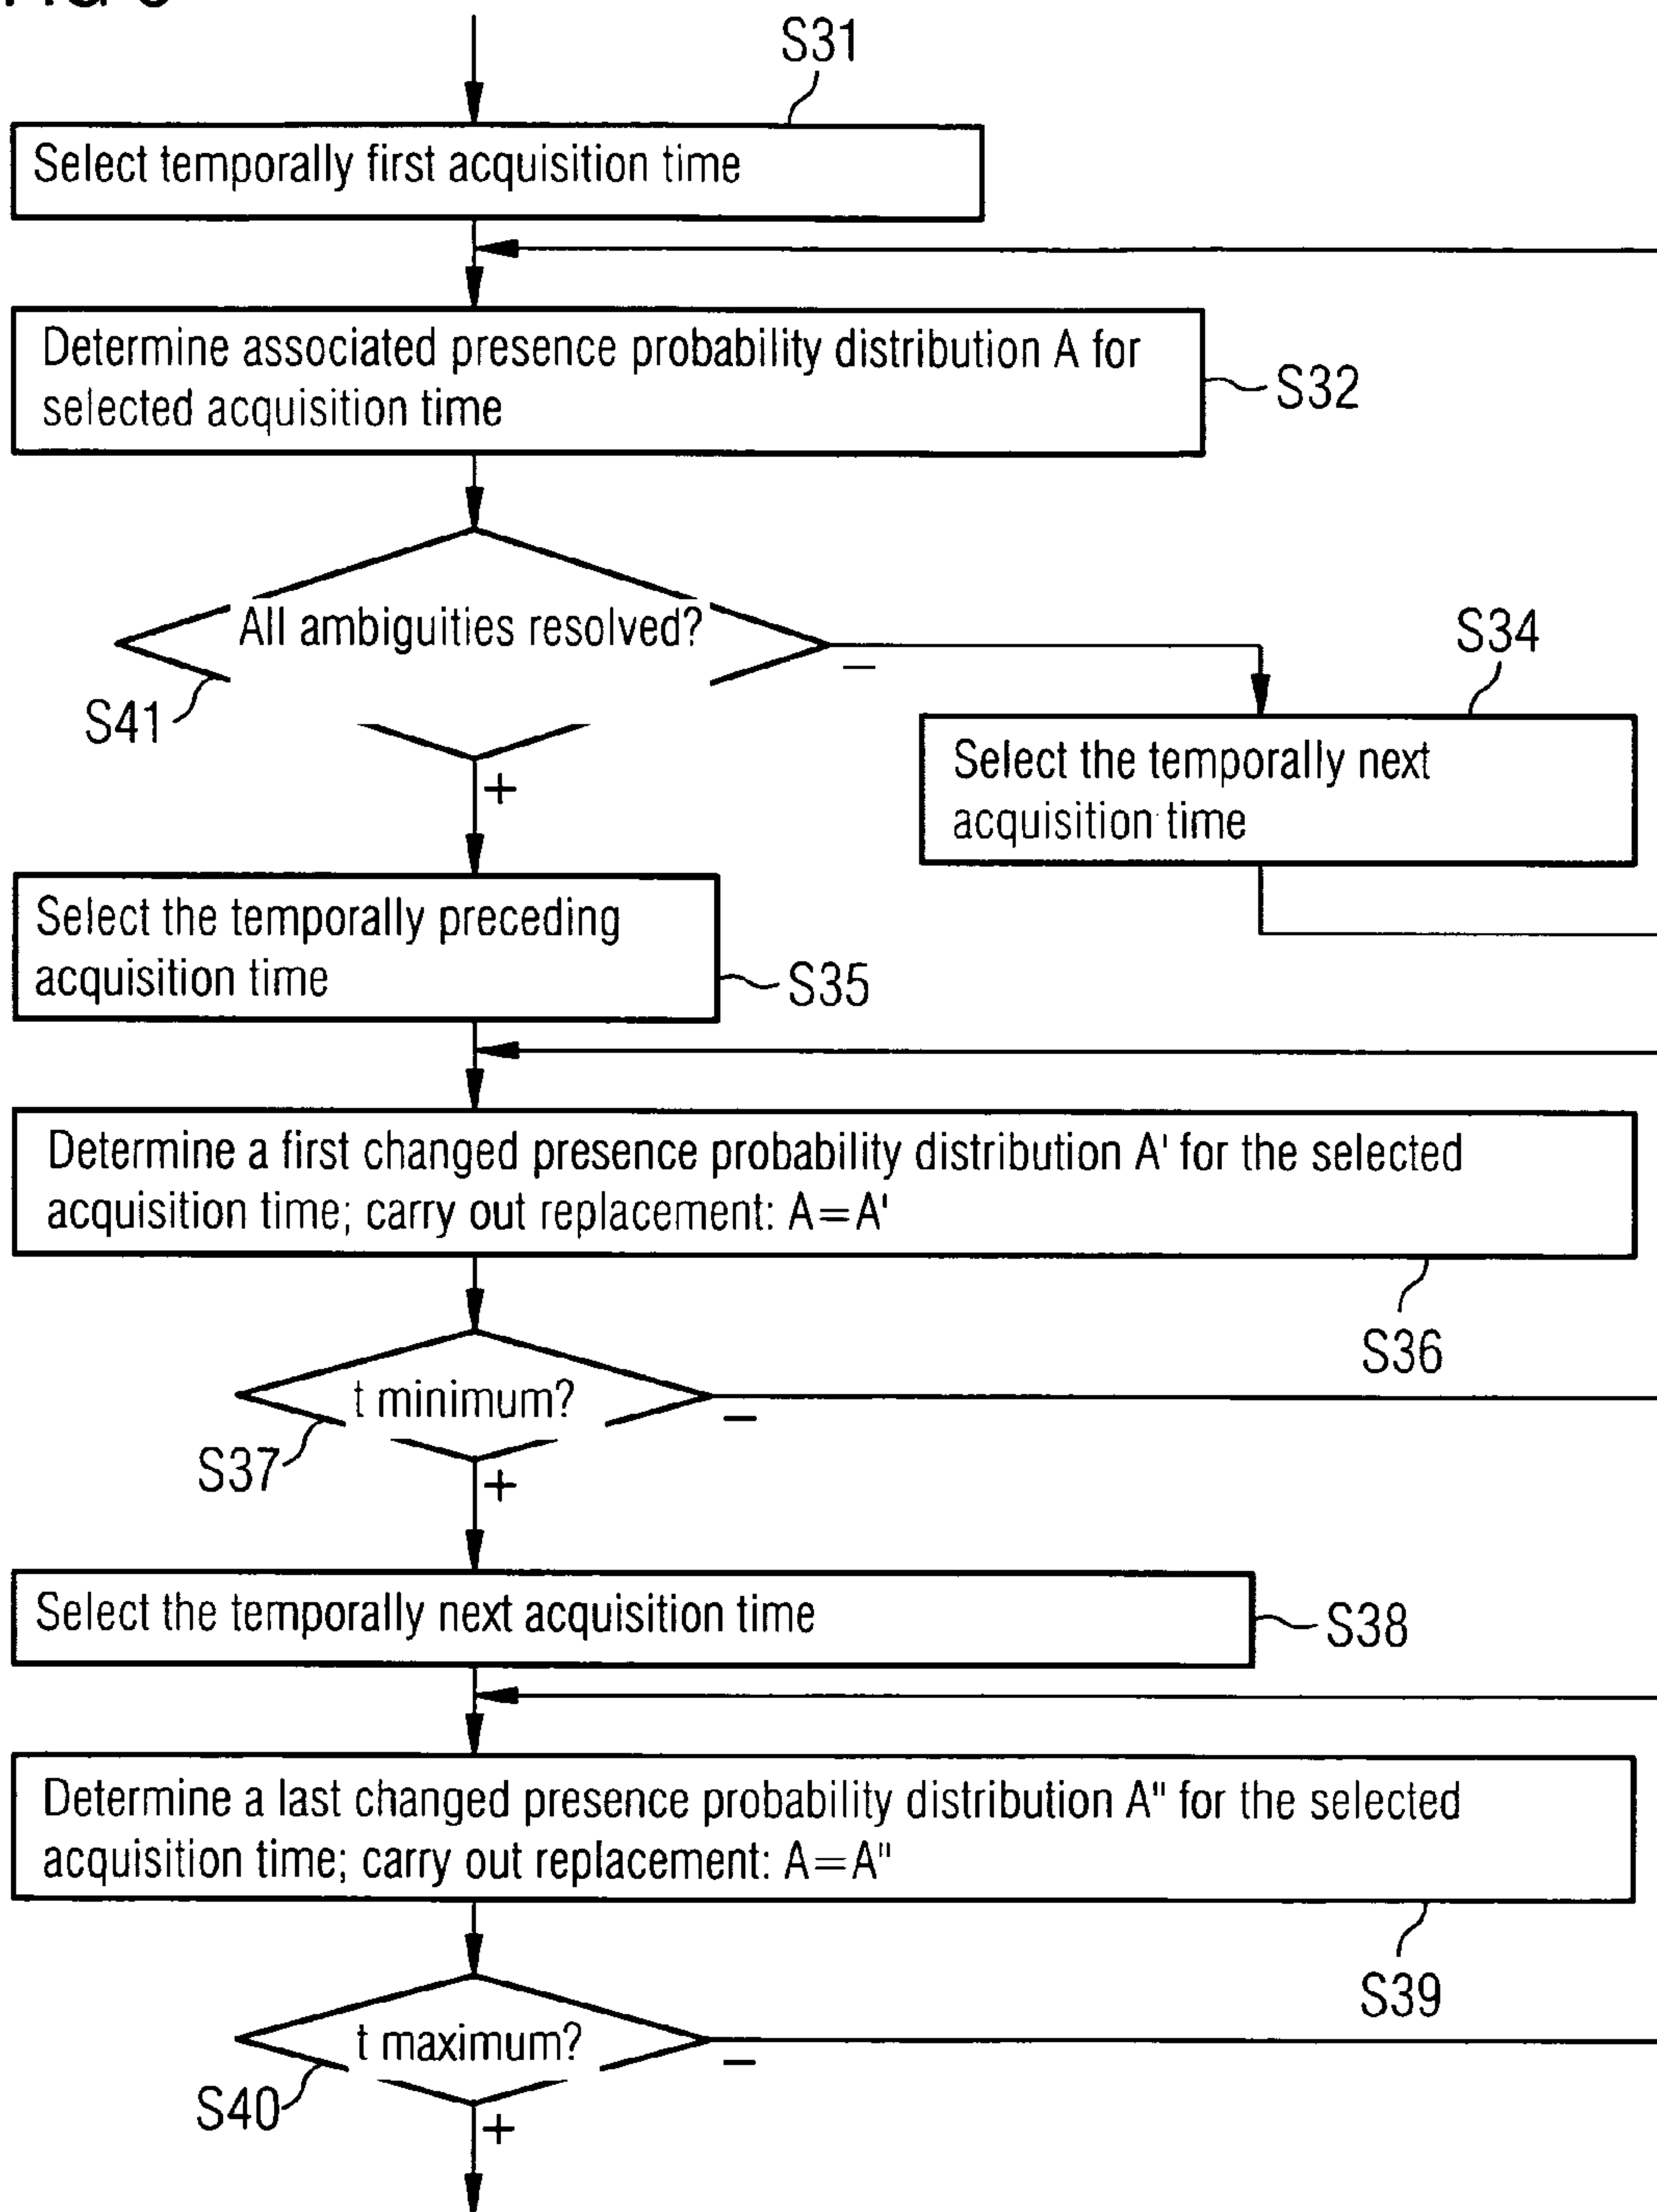 S31
Select temporally first acquisition time
Determine associated presence probability distribution A for
selected acquisition time
S32
All ambiguities resolved?
–
S41
+
S34
Select the temporally next
acquisition time
Select the temporally preceding
acquisition time
S35
Determine a first changed presence probability distribution A' for the selected
acquisition time; carry out replacement: A=A'
S36
t minimum?
–
S37
+
Select the temporally next acquisition time
S38
Determine a last changed presence probability distribution A" for the selected
acquisition time; carry out replacement: A=A"
S39
t maximum?
–
S40
+